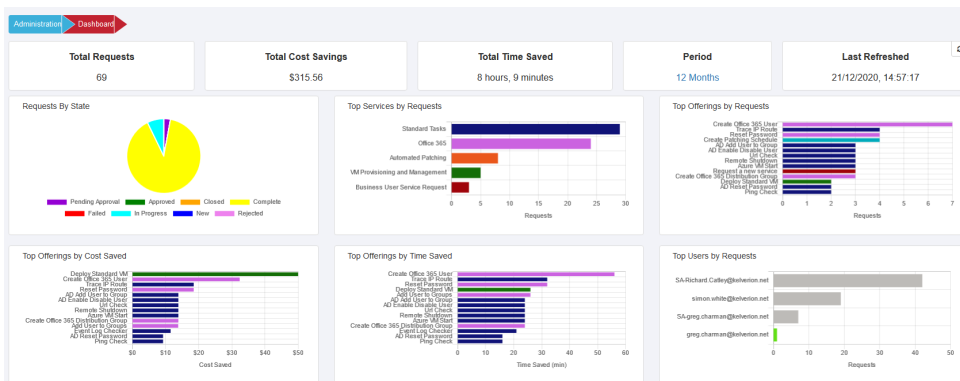 Administration
Dashboard
Total Requests
69
Total Cost Savings
$315.56
Total Time Saved
8 hours, 9 minutes
Period
12 Months
Last Refreshed
21/12/2020, 14:57:17
Requests By State
Pending Approval
Approved
Closed
Complete
Failed
In Progress
New
Rejected
Top Services by Requests
Standard Tasks
Office 365
Automated Patching
VM Provisioning and Management
Business User Service Request
0 5 10 15 20 25 30
Requests
Top Offerings by Requests
Create Office 365 User
Trace IP Route
Reset Password
Create Patching Schedule
AD Add User to Group
AD Enable Disable User
Url Check
Remote Shutdown
Azure VM Start
Request a new service
Create Office 365 Distribution Group
Deploy Standard VM
AD Reset Password
Ping Check
0 1 2 3 4 5 6 7
Requests
Top Offerings by Cost Saved
Deploy Standard VM
Create Office 365 User
Trace IP Route
Reset Password
AD Add User to Group
AD Enable Disable User
Url Check
Remote Shutdown
Azure VM Start
Create Office 365 Distribution Group
Add User to Groups
Event Log Checker
AD Reset Password
Ping Check
$0 $10 $20 $30 $40 $50
Cost Saved
Top Offerings by Time Saved
Create Office 365 User
Trace IP Route
Reset Password
Deploy Standard VM
Add User to Groups
AD Add User to Group
AD Enable Disable User
Url Check
Remote Shutdown
Azure VM Start
Create Office 365 Distribution Group
Event Log Checker
AD Reset Password
Ping Check
0 10 20 30 40 50 60
Time Saved (min)
Top Users by Requests
SA-Richard.Catley@kelverion.net
simon.white@kelverion.net
SA-greg.charman@kelverion.net
greg.charman@kelverion.net
0 10 20 30 40 50
Requests